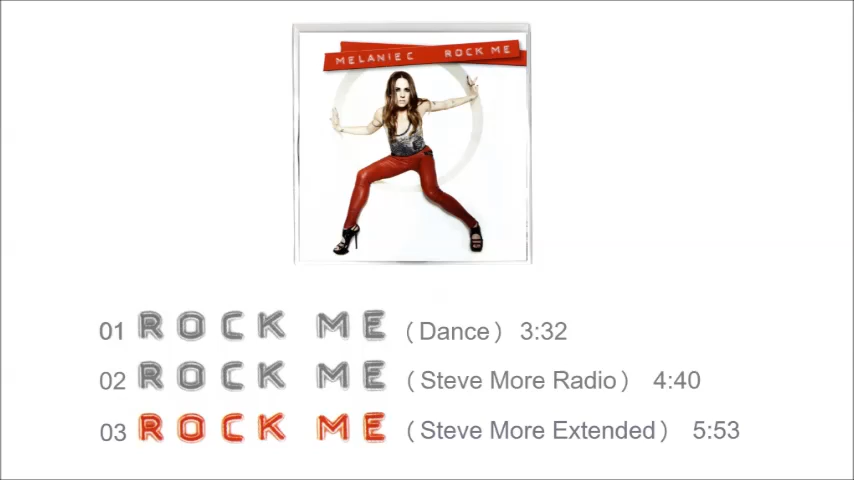 MELANIE C ROCK ME
01 ROCK ME (Dance) 3:32
02 ROCK ME (Steve More Radio) 4:40
03 ROCK ME (Steve More Extended) 5:53